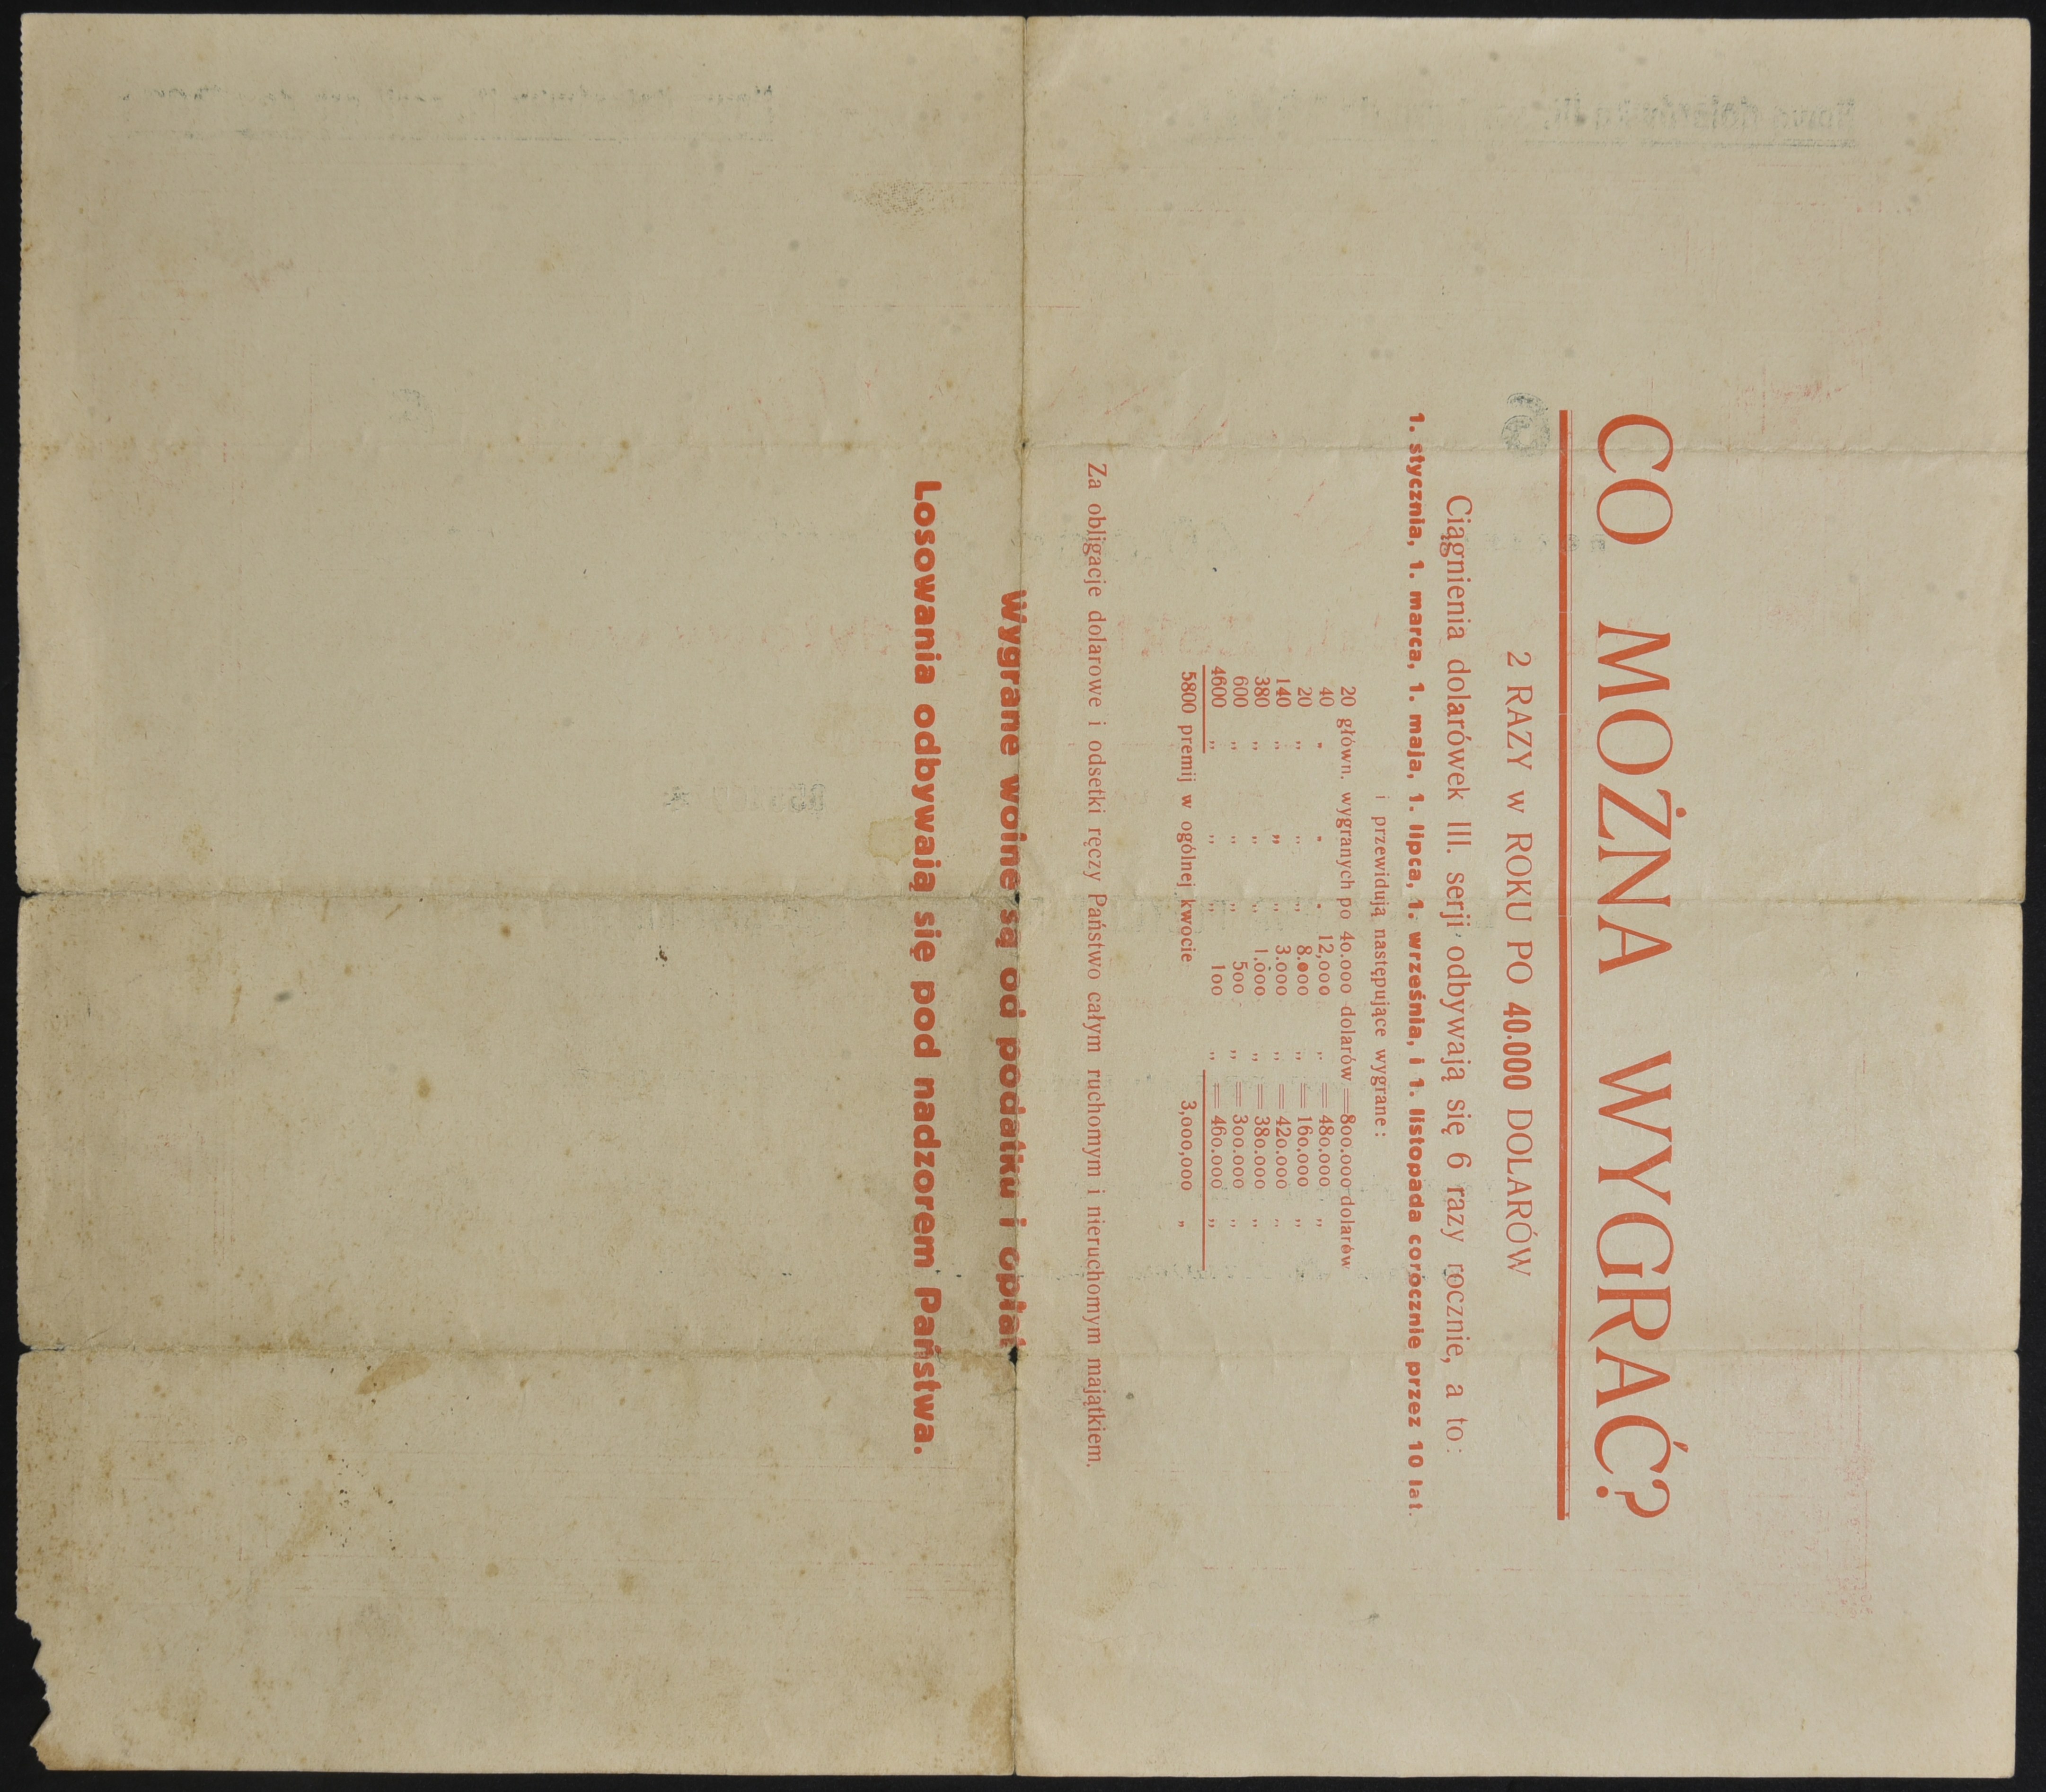 CO MOŻNA WYGRAĆ?
2 RAZY W ROKU PO 40.000 DOLARÓW
Ciągnienia dolarówek III. serji odbywają się 6 razy rocznie, a to:
1. stycznia, 1. marca, 1. maja, 1. lipca, 1. września, i 1. listopada corocznie przez 10 lat.
i przewidują następujące wygrane:
20 główn. wygranych po 40.000 dolarów = 800.000 dolarów
40 „ „ „ 12,000 „ = 480.000 „
20 „ „ „ 8.000 „ = 160.000 „
140 „ „ „ 3.000 „ = 420.000 „
380 „ „ „ 1.000 „ = 380.000 „
600 „ „ „ 500 „ = 300.000 „
4600 „ „ „ 100 „ = 460.000 „
5800 premij w ogólnej kwocie 3,000,000 „
Za obligacje dolarowe i odsetki ręczy Państwo całym ruchomym i nieruchomym majątkiem.
Wygrane wolne są od podatku i opłat
Losowania odbywają się pod nadzorem Państwa.